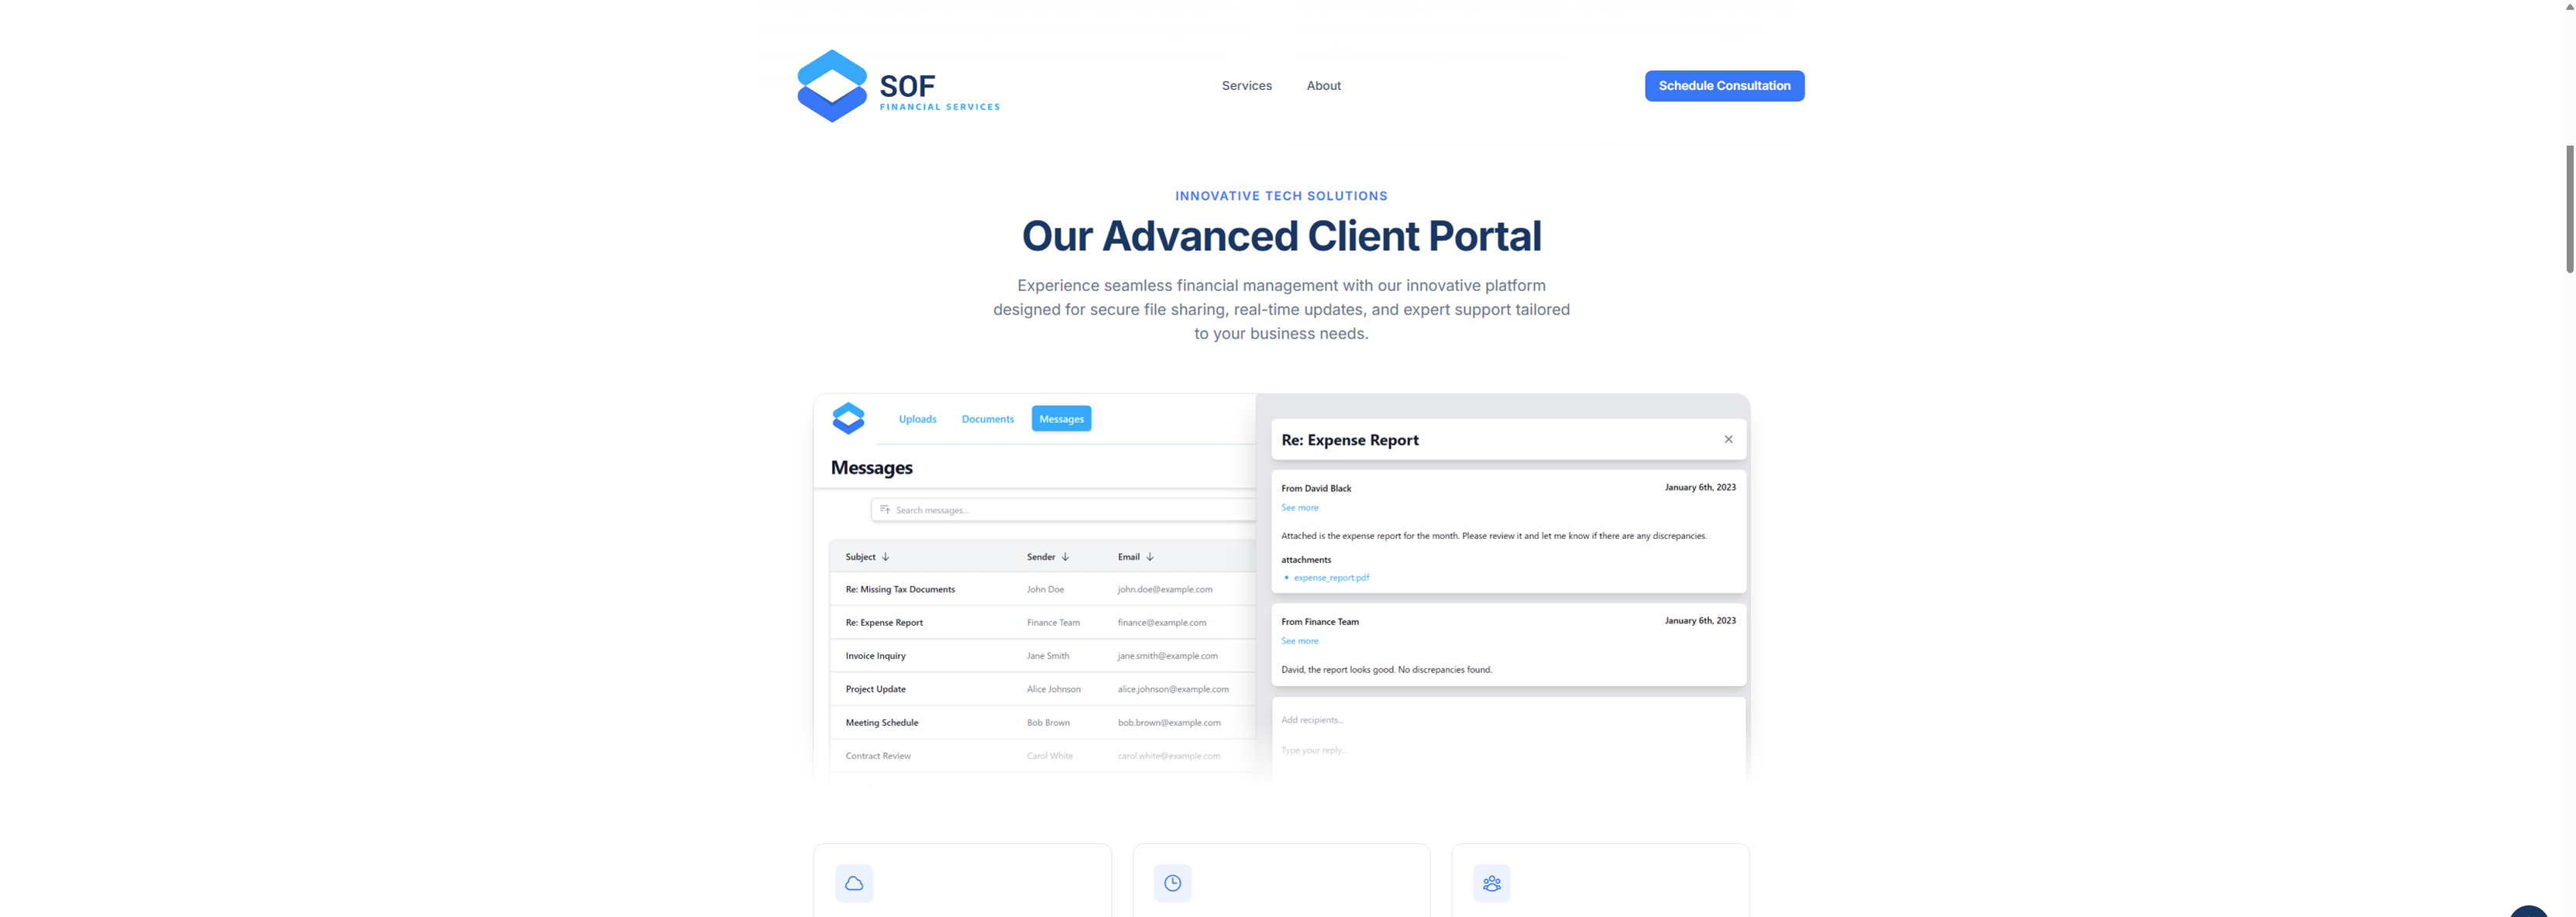 SOF
FINANCIAL SERVICES
Services
About
Schedule Consultation
INNOVATIVE TECH SOLUTIONS
Our Advanced Client Portal
Experience seamless financial management with our innovative platform
designed for secure file sharing, real-time updates, and expert support tailored
to your business needs.
Uploads
Documents
Messages
Messages
Search messages...
Subject Sender Email
Re: Missing Tax Documents John Doe john.doe@example.com
Re: Expense Report Finance Team finance@example.com
Invoice Inquiry Jane Smith jane.smith@example.com
Project Update Alice Johnson alice.johnson@example.com
Meeting Schedule Bob Brown bob.brown@example.com
Contract Review Carol White carol.white@example.com
Re: Expense Report
From David Black January 6th, 2023
See more
Attached is the expense report for the month. Please review it and let me know if there are any discrepancies.
attachments
expense_report.pdf
From Finance Team January 6th, 2023
See more
David, the report looks good. No discrepancies found.
Add recipients...
Type your reply...